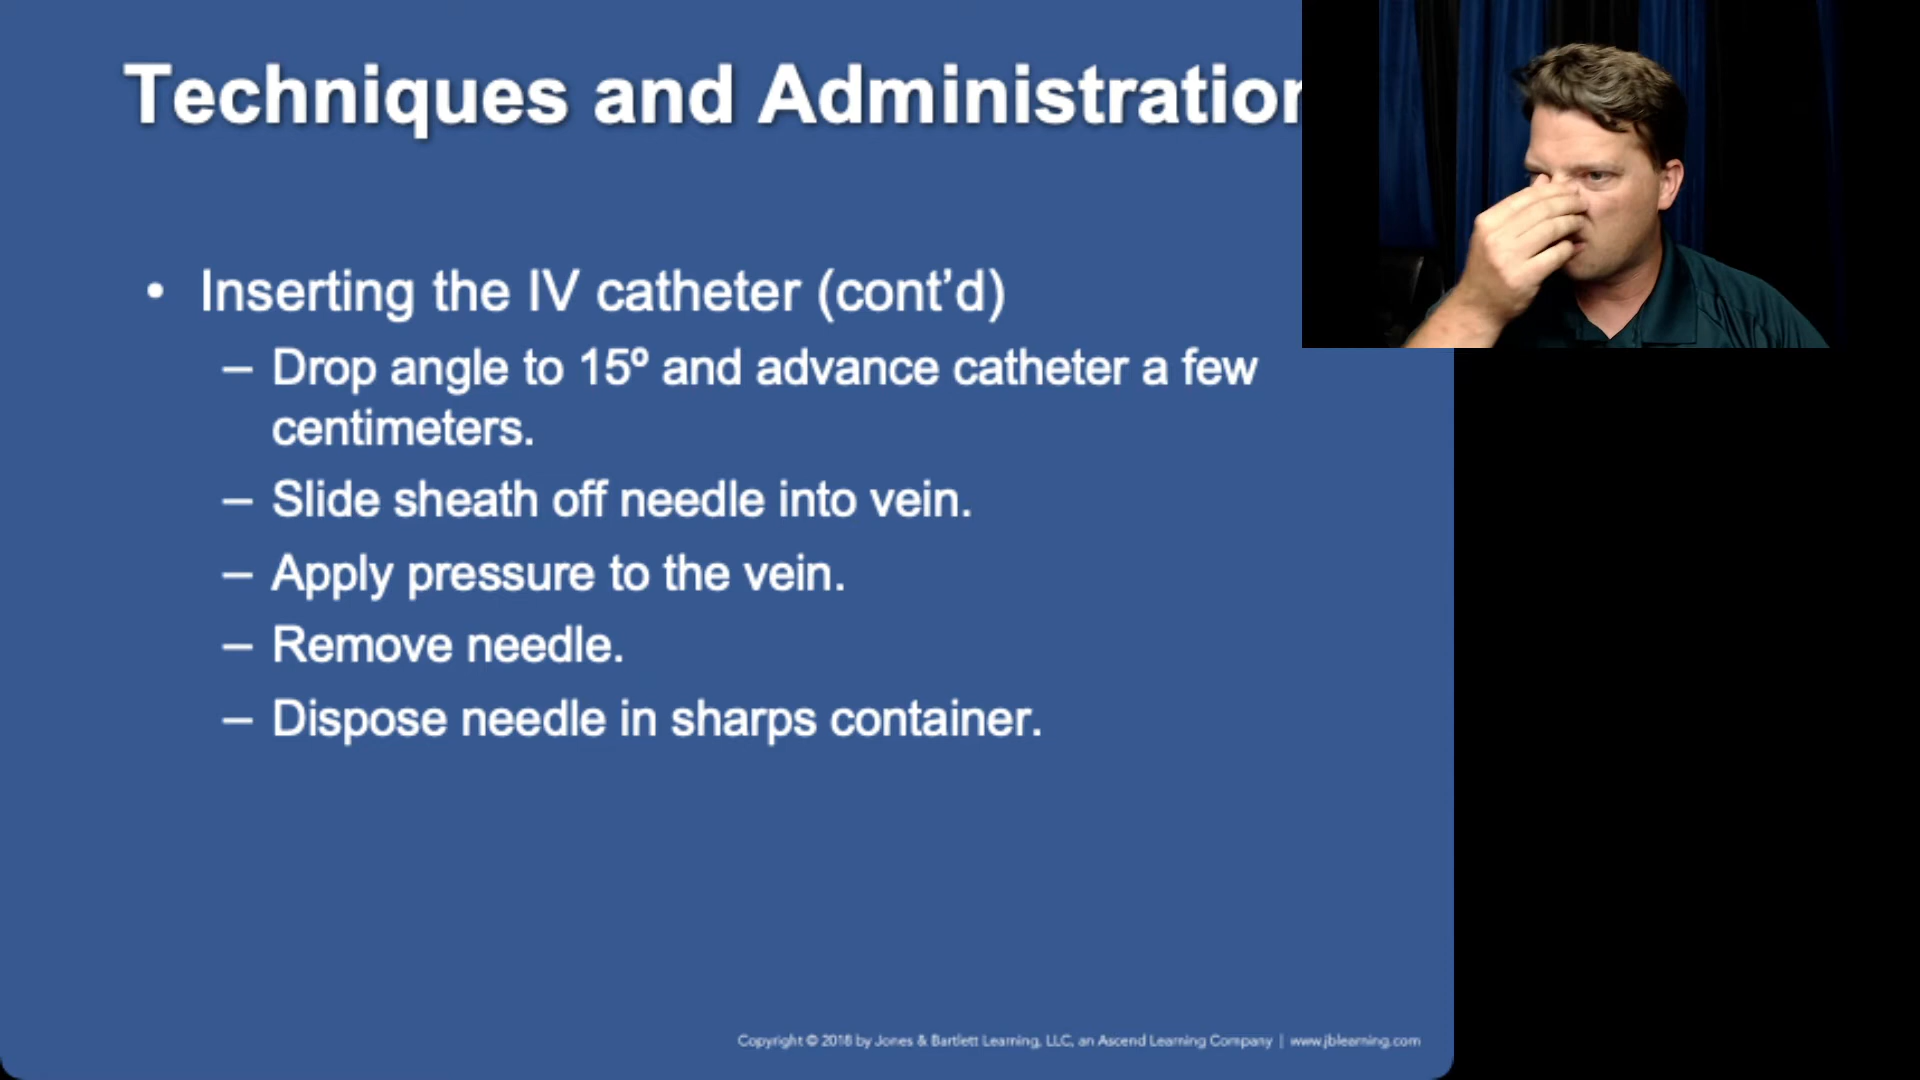 Techniques and Administration
• Inserting the IV catheter (cont’d)
– Drop angle to 15º and advance catheter a few
centimeters.
– Slide sheath off needle into vein.
– Apply pressure to the vein.
– Remove needle.
– Dispose needle in sharps container.
Copyright © 2018 by Jones & Bartlett Learning, LLC, an Ascend Learning Company | www.jblearning.com